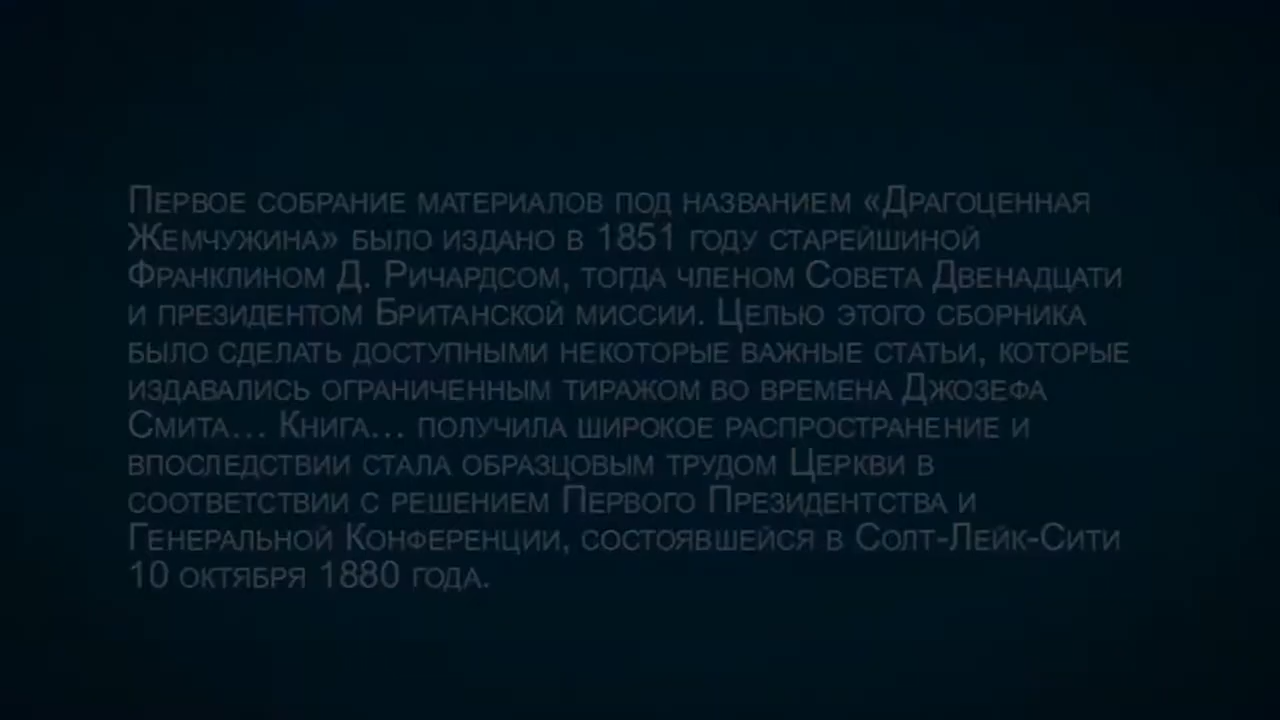 Первое собрание материалов под названием «Драгоценная
Жемчужина» было издано в 1851 году старейшиной
Франклином Д. Ричардсом, тогда членом Совета Двенадцати
и президентом Британской миссии. Целью этого сборника
было сделать доступными некоторые важные статьи, которые
издавались ограниченным тиражом во времена Джозефа
Смита... Книга... получила широкое распространение и
впоследствии стала образцовым трудом Церкви в
соответствии с решением Первого Президентства и
Генеральной Конференции, состоявшейся в Солт-Лейк-Сити
10 октября 1880 года.